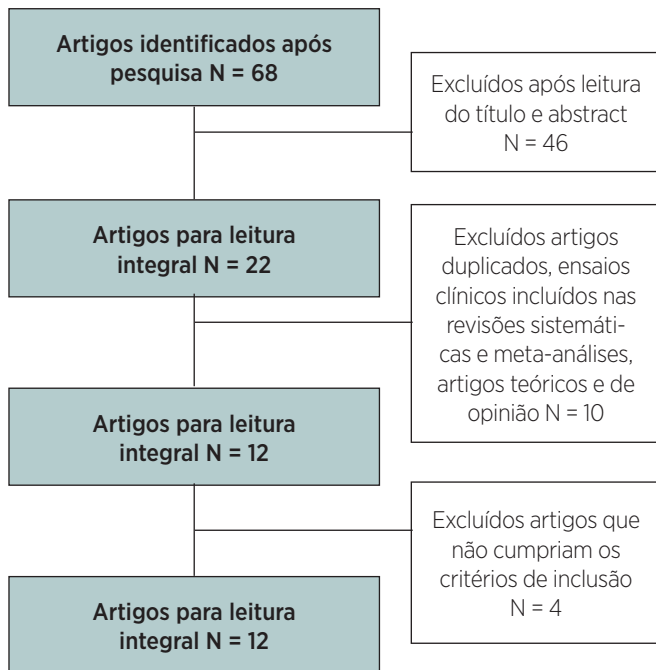 Artigos identificados após
pesquisa N = 68
Excluídos após leitura
do título e abstract
N = 46
Artigos para leitura
integral N = 22
Excluídos artigos
duplicados, ensaios
clínicos incluídos nas
revisões sistemáti-
cas e meta-análises,
artigos teóricos e de
opinião N = 10
Artigos para leitura
integral N = 12
Excluídos artigos que
não cumpriam os
critérios de inclusão
N = 4
Artigos para leitura
integral N = 12